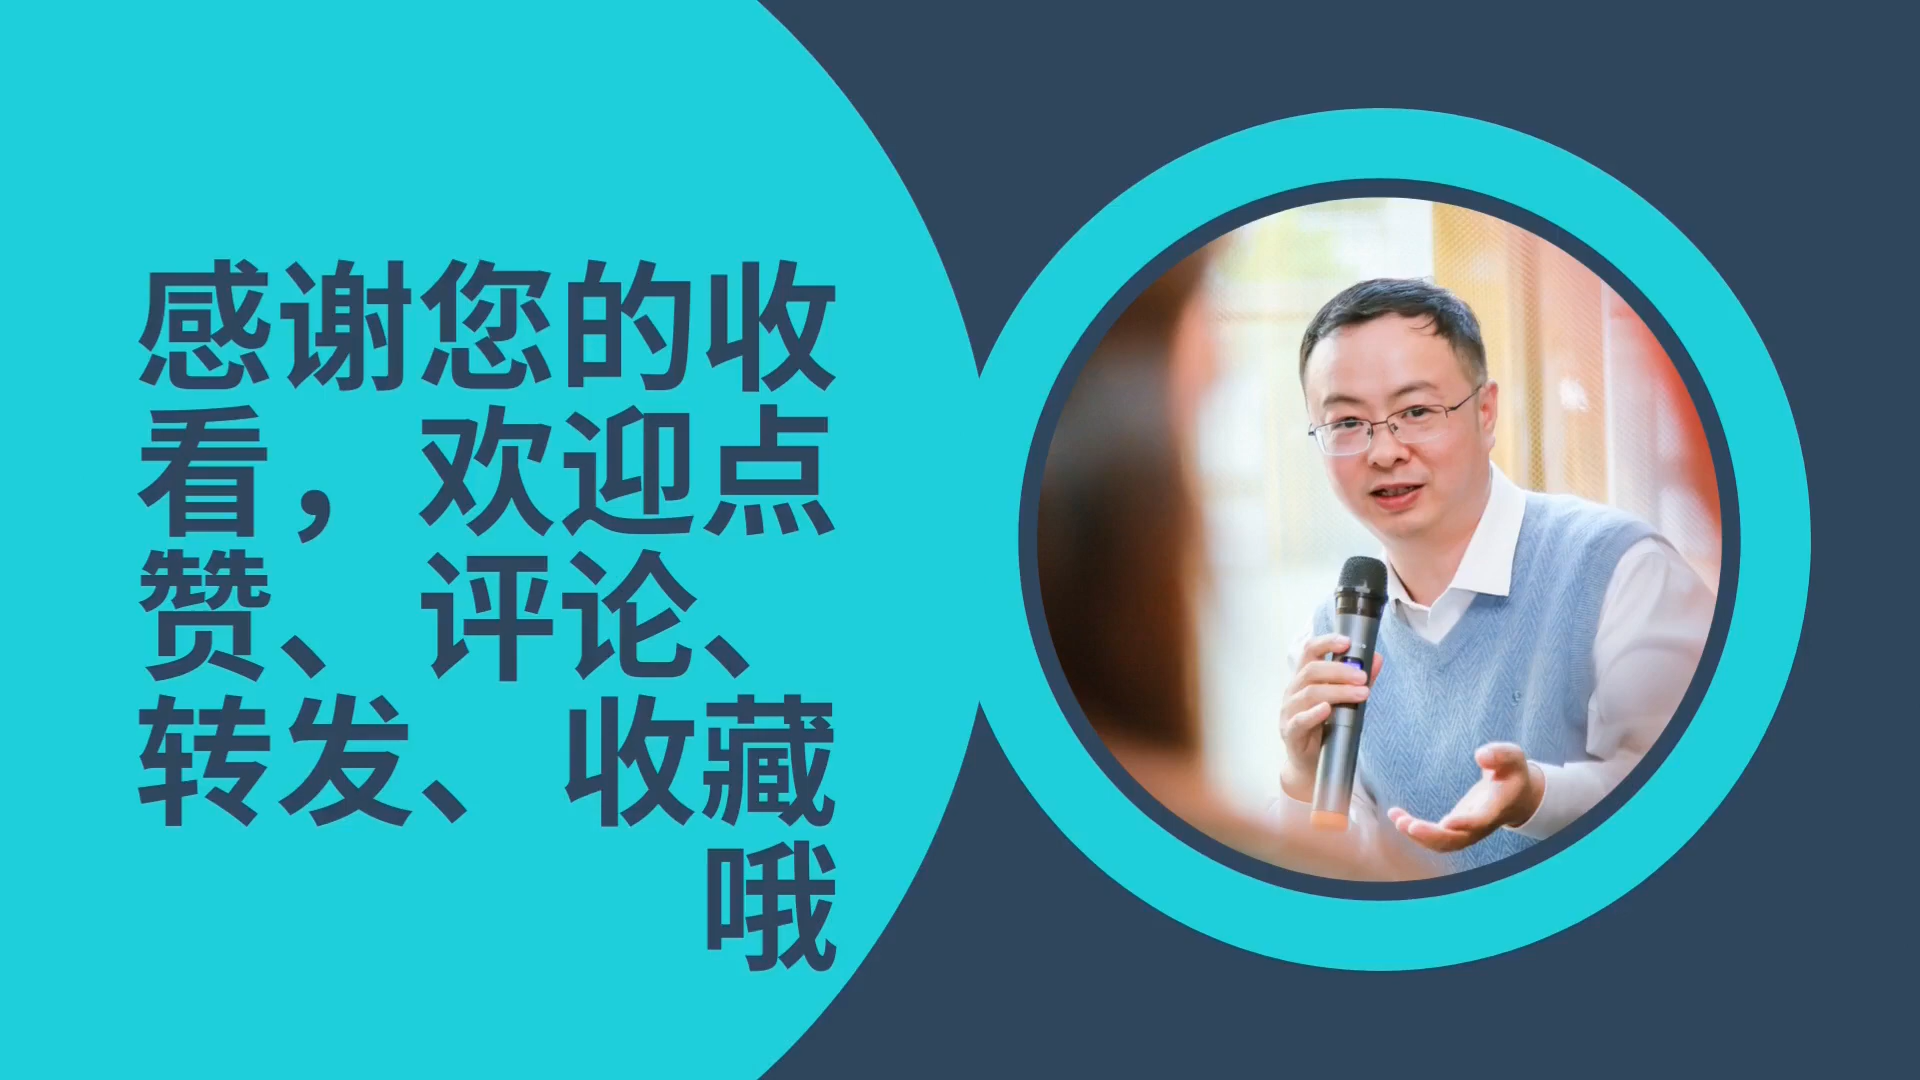 感谢您的收
看，欢迎点
赞、评论、
转发、收藏
哦